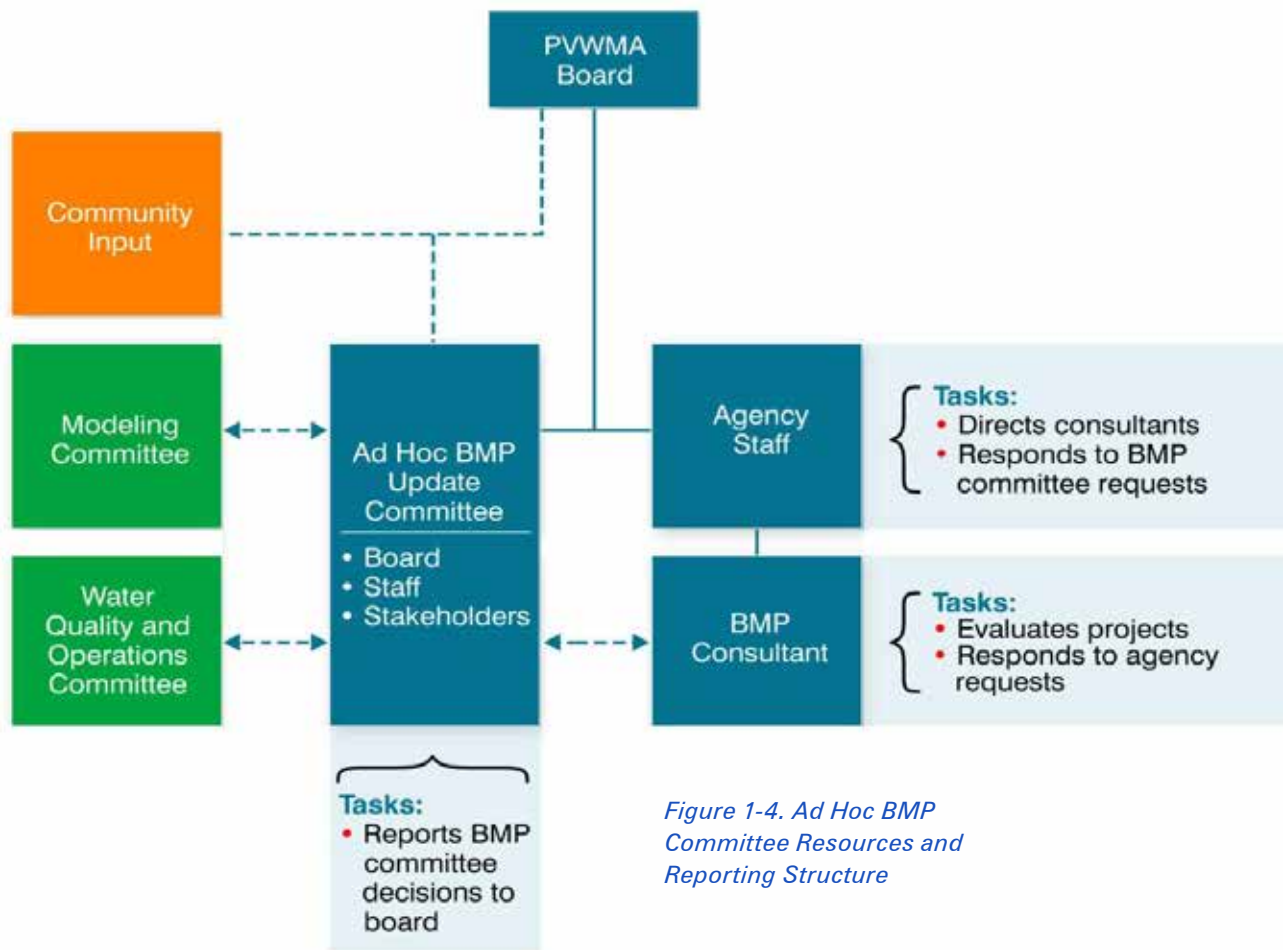 PVWMA
Board
Community
Input
Modeling
Committee
Water
Quality and
Operations
Committee
Ad Hoc BMP
Update
Committee
• Board
• Staff
• Stakeholders
Tasks:
• Reports BMP
committee
decisions to
board
Agency
Staff
Tasks:
• Directs consultants
• Responds to BMP
committee requests
BMP
Consultant
Tasks:
• Evaluates projects
• Responds to agency
requests
Figure 1-4. Ad Hoc BMP
Committee Resources and
Reporting Structure